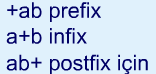 +ab prefix
a+b infix
ab+ postfix için